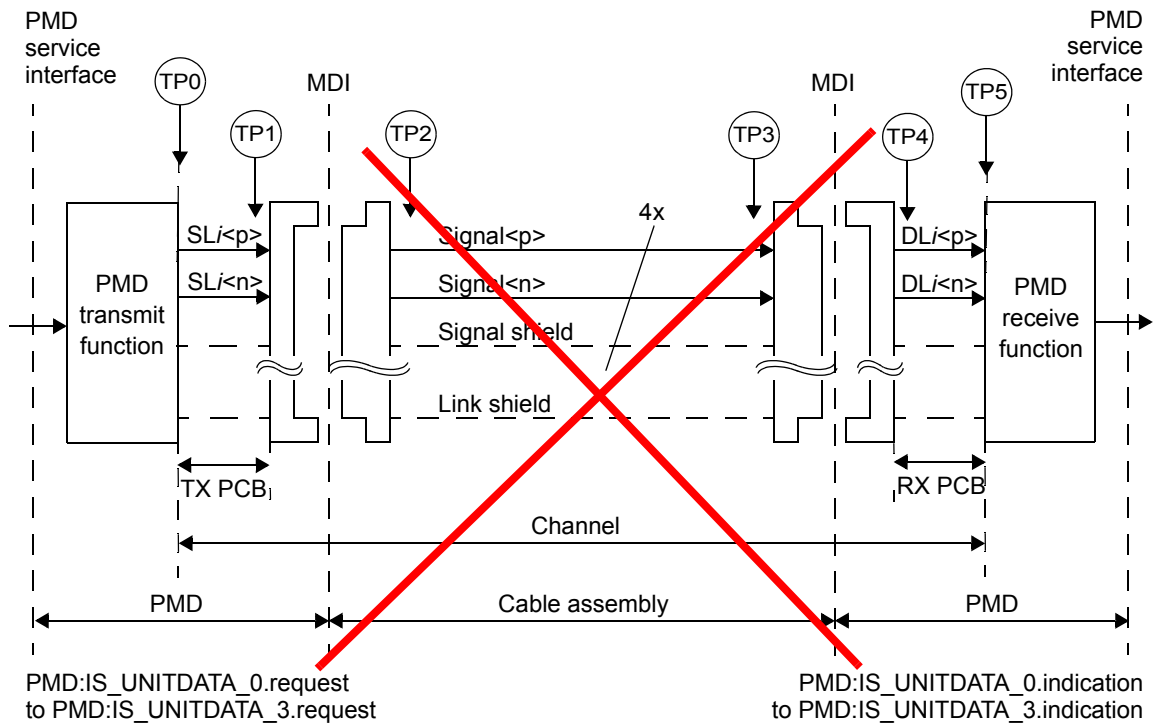 PMD
service
interface
PMD
service
interface
TP0
MDI
MDI
TP5
TP1
TP2
TP3
TP4
4x
SLi<p>
Signal<p>
DLi<p>
SLi<n>
Signal<n>
DLi<n>
PMD
transmit
function
PMD
receive
function
Signal shield
Link shield
TX PCB
RX PCB
Channel
PMD
Cable assembly
PMD
PMD:IS_UNITDATA_0.request
to PMD:IS_UNITDATA_3.request
PMD:IS_UNITDATA_0.indication
to PMD:IS_UNITDATA_3.indication